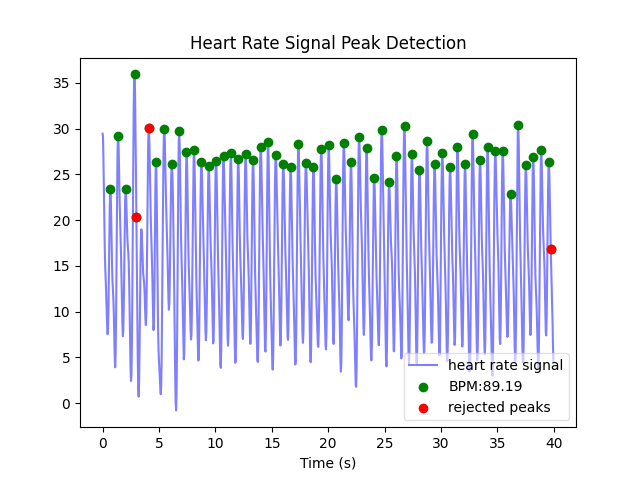 Heart Rate Signal Peak Detection
35
30
25
20
15
10
5
0
heart rate signal
BPM:89.19
rejected peaks
0 5 10 15 20 25 30 35 40
Time (s)